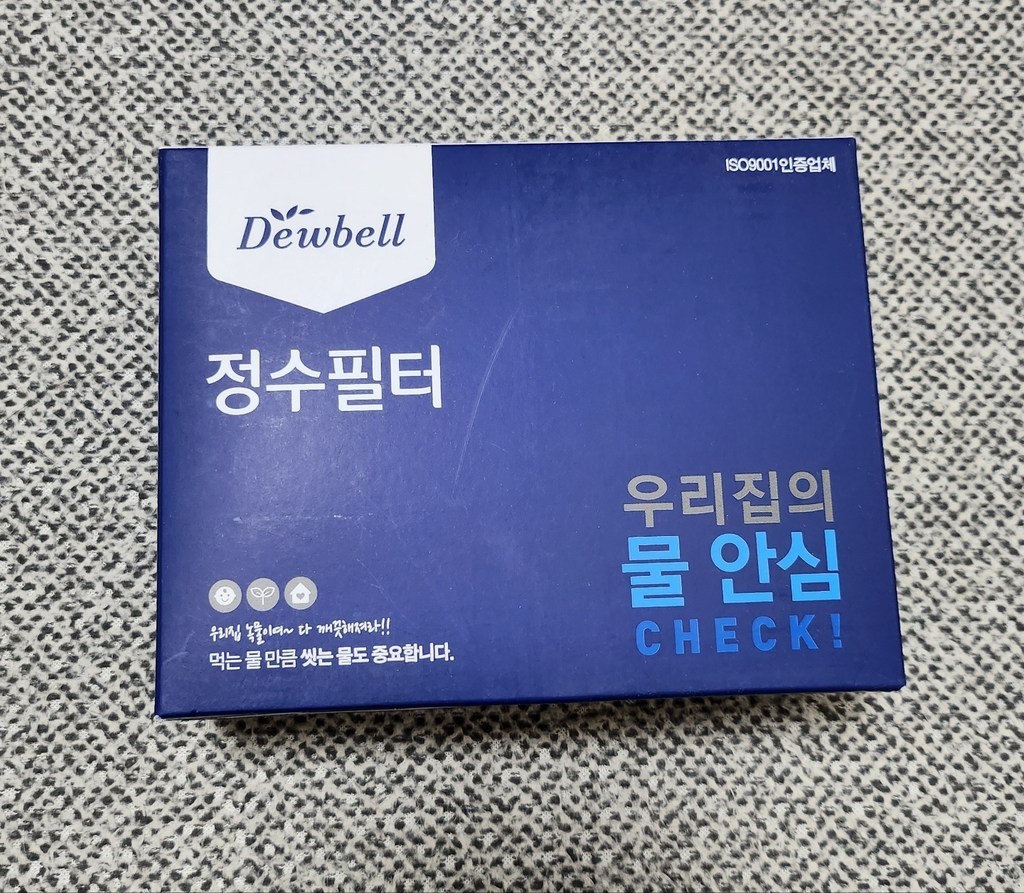 Dewbell
ISO9001인증업체
정수필터
우리집의
물 안심
CHECK!
우리집 녹물이여~ 다 깨끗해져라!!
먹는 물 만큼 씻는 물도 중요합니다.